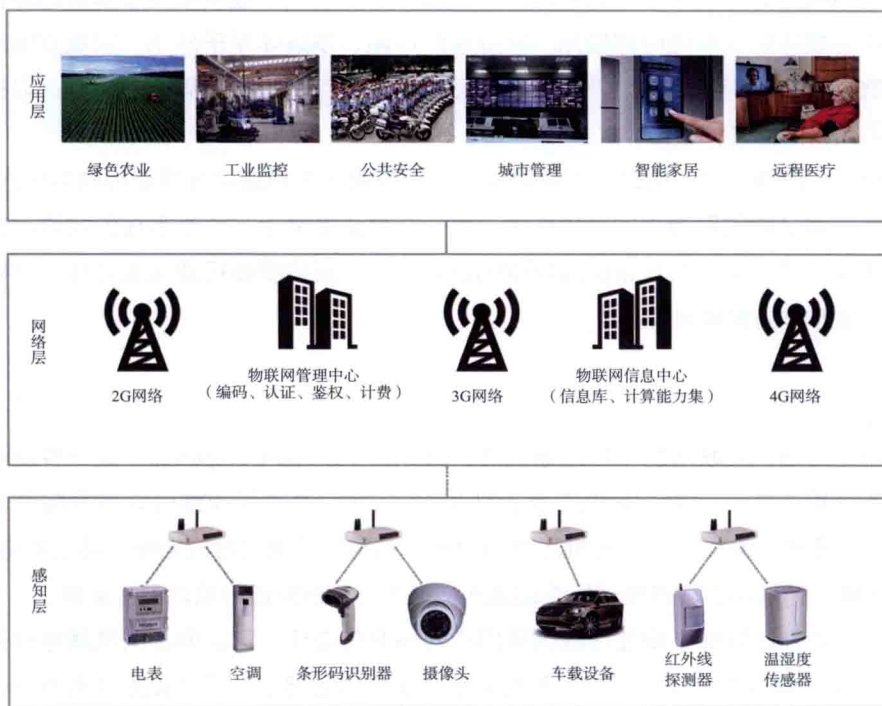 应用层
绿色农业
工业监控
公共安全
城市管理
智能家居
远程医疗
网络层
2G网络
物联网管理中心
（编码、认证、鉴权、计费）
3G网络
物联网信息中心
（信息库、计算能力集）
4G网络
感知层
电表
空调
条形码识别器
摄像头
车载设备
红外线
探测器
温湿度
传感器